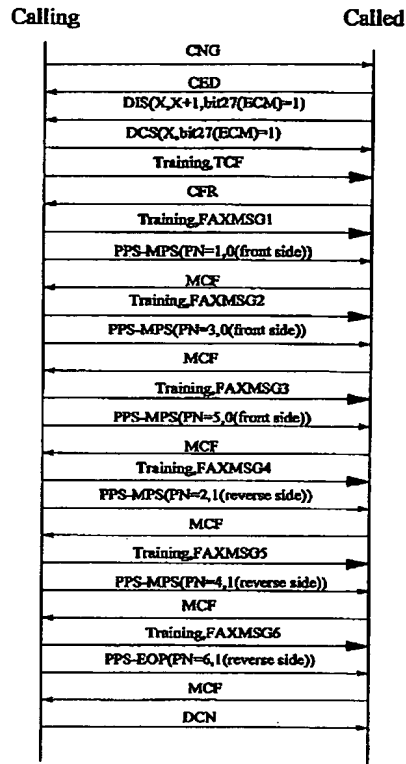 Calling
Called
CNG
CED
DIS(X,X+1,bit27(ECM)=1)
DCS(X,bit27(ECM)=1)
Training,TCF
CFR
Training,FAXMSG1
PPS-MPS(PN=1,0(front side))
MCF
Training,FAXMSG2
PPS-MPS(PN=3,0(front side))
MCF
Training,FAXMSG3
PPS-MPS(PN=5,0(front side))
MCF
Training,FAXMSG4
PPS-MPS(PN=2,1(reverse side))
MCF
Training,FAXMSG5
PPS-MPS(PN=4,1(reverse side))
MCF
Training,FAXMSG6
PPS-EOP(PN=6,1(reverse side))
MCF
DCN